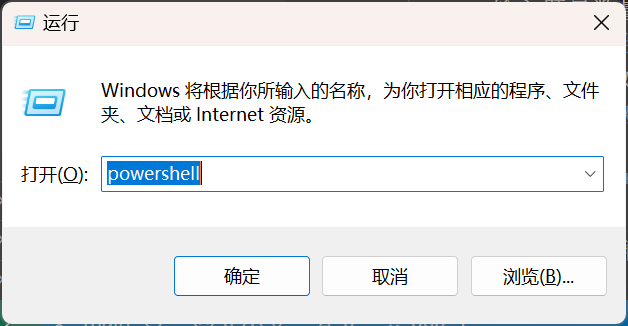 运行
Windows 将根据你所输入的名称，为你打开相应的程序、文件
夹、文档或 Internet 资源。
打开(O): powershell
确定 取消 浏览(B)...